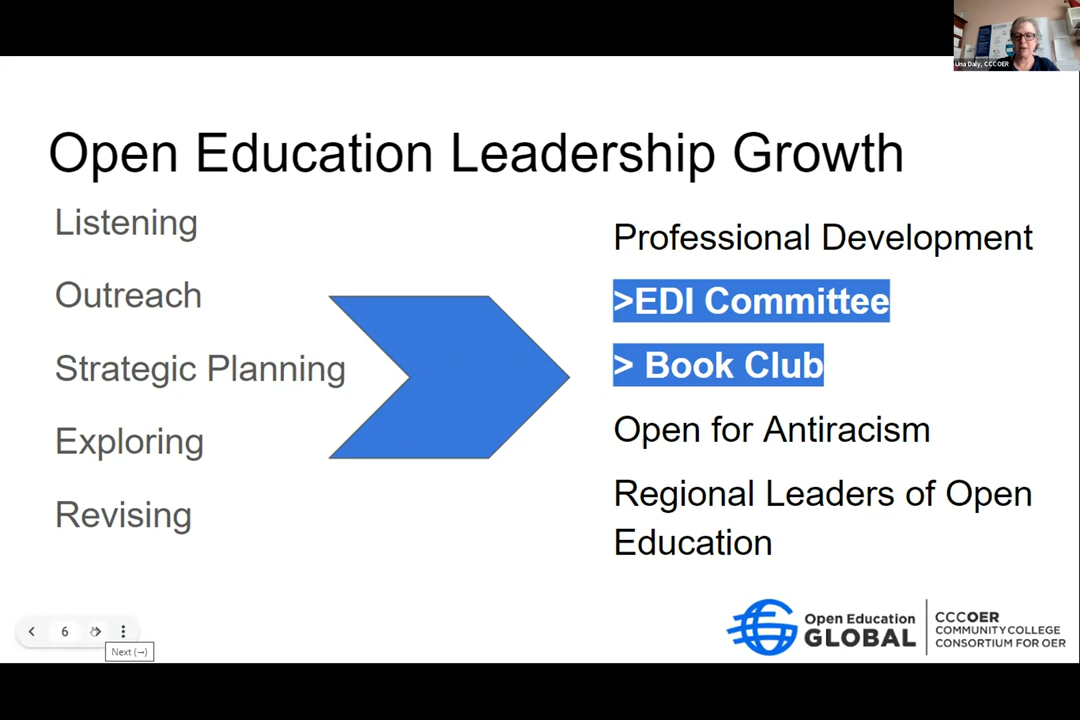 Una Daly, CCCOER
Open Education Leadership Growth
Listening
Outreach
Strategic Planning
Exploring
Revising
Professional Development
>EDI Committee
> Book Club
Open for Antiracism
Regional Leaders of Open
Education
6
Next (→)
Open Education
GLOBAL
CCCOER
COMMUNITY COLLEGE
CONSORTIUM FOR OER